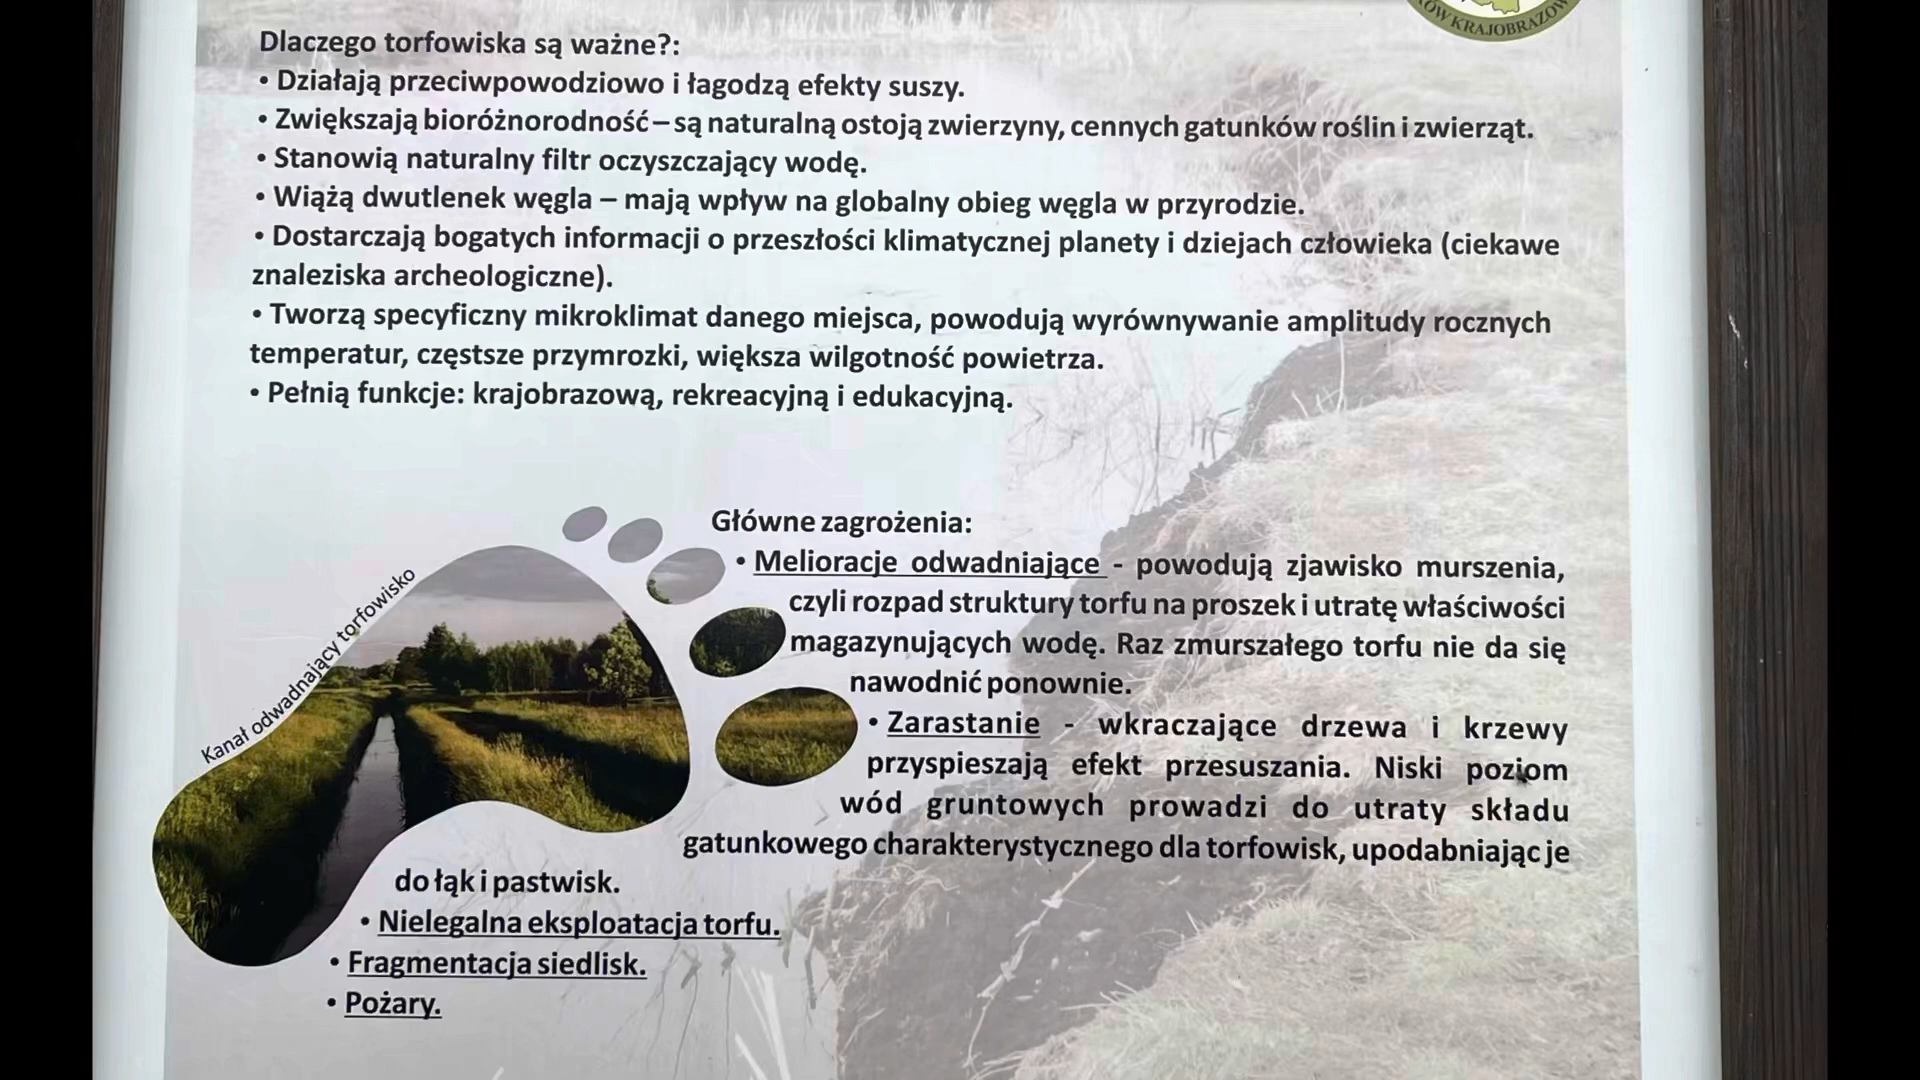 ÓW KRAJOBRAZOW
Dlaczego torfowiska są ważne?:
• Działają przeciwpowodziowo i łagodzą efekty suszy.
• Zwiększają bioróżnorodność – są naturalną ostoją zwierzyny, cennych gatunków roślin i zwierząt.
• Stanowią naturalny filtr oczyszczający wodę.
• Wiążą dwutlenek węgla – mają wpływ na globalny obieg węgla w przyrodzie.
• Dostarczają bogatych informacji o przeszłości klimatycznej planety i dziejach człowieka (ciekawe
znaleziska archeologiczne).
• Tworzą specyficzny mikroklimat danego miejsca, powodują wyrównywanie amplitudy rocznych
temperatur, częstsze przymrozki, większa wilgotność powietrza.
• Pełnią funkcje: krajobrazową, rekreacyjną i edukacyjną.
Kanał odwadnający torfowisko
Główne zagrożenia:
• Melioracje odwadniające - powodują zjawisko murszenia,
czyli rozpad struktury torfu na proszek i utratę właściwości
magazynujących wodę. Raz zmurszałego torfu nie da się
nawodnić ponownie.
• Zarastanie - wkraczające drzewa i krzewy
przyspieszają efekt przesuszania. Niski poziom
wód gruntowych prowadzi do utraty składu
gatunkowego charakterystycznego dla torfowisk, upodabniając je
do łąk i pastwisk.
• Nielegalna eksploatacja torfu.
• Fragmentacja siedlisk.
• Pożary.